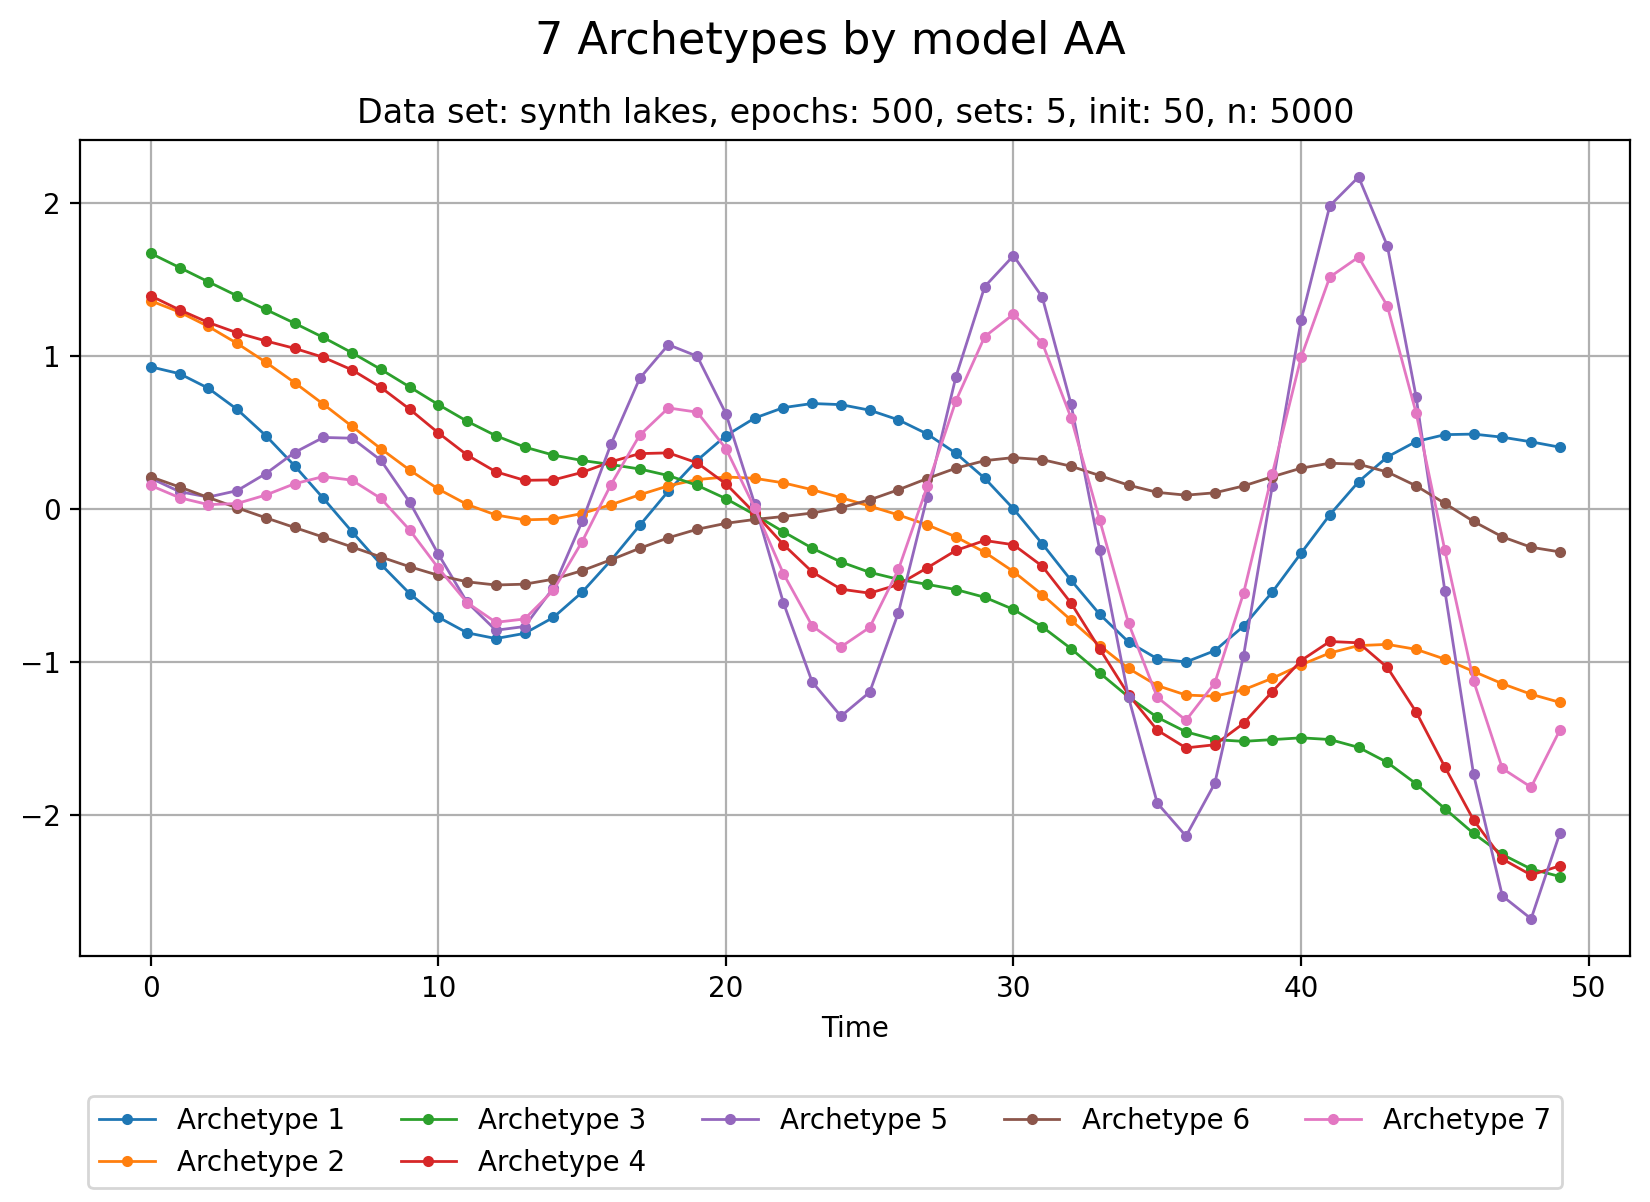 7 Archetypes by model AA
Data set: synth lakes, epochs: 500, sets: 5, init: 50, n: 5000
2
1
0
−1
−2
0 10 20 30 40 50
Time
Archetype 1 Archetype 3 Archetype 5 Archetype 6 Archetype 7
Archetype 2 Archetype 4